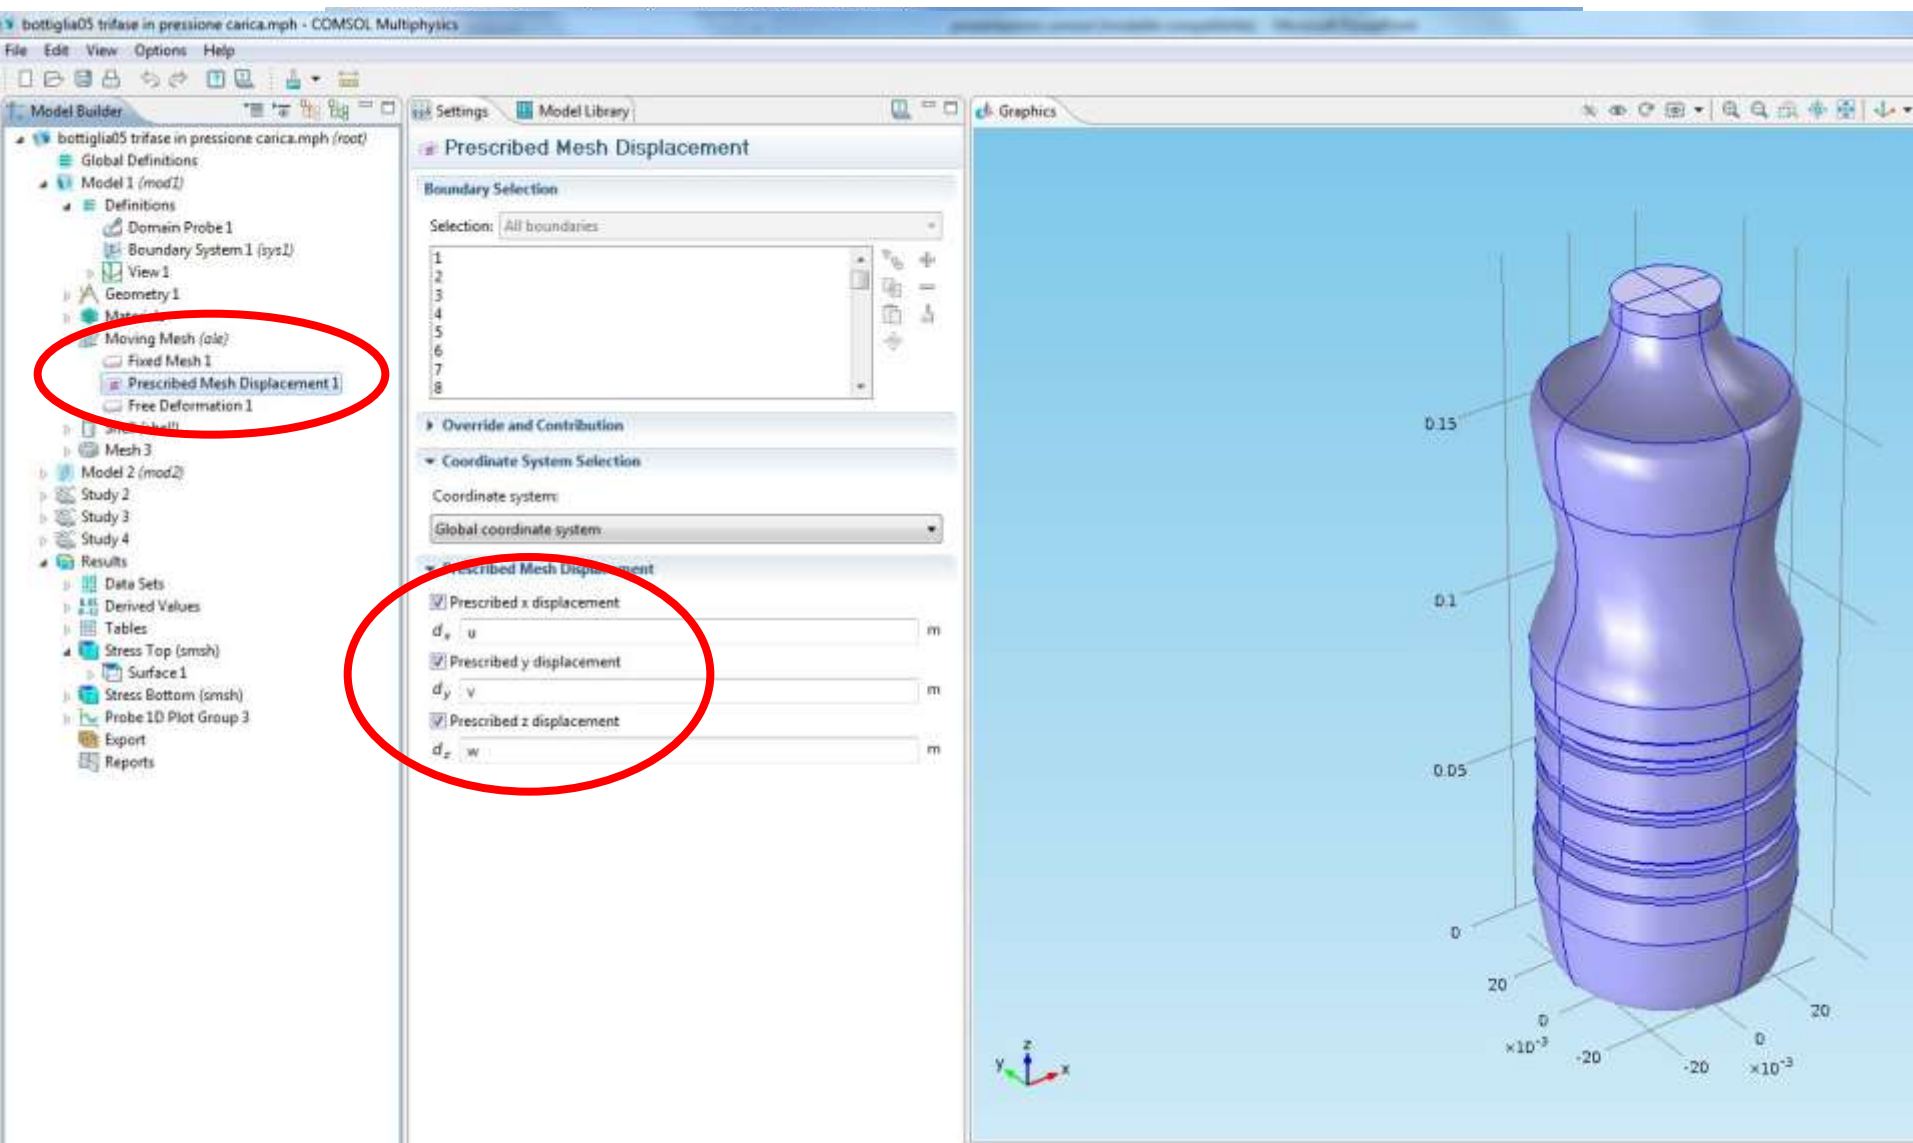 bottiglia05 trifase in pressione carica.mph - COMSOL Multiphysics
File Edit View Options Help
Model Builder
bottiglia05 trifase in pressione carica.mph (root)
Global Definitions
Model 1 (mod1)
Definitions
Domain Probe 1
Boundary System 1 (sys1)
View 1
Geometry 1
Moving Mesh (ale)
Fixed Mesh 1
Prescribed Mesh Displacement 1
Free Deformation 1
Mesh 3
Model 2 (mod2)
Study 2
Study 3
Study 4
Results
Data Sets
Derived Values
Tables
Stress Top (smsh)
Surface 1
Stress Bottom (smsh)
Probe 1D Plot Group 3
Export
Reports
Settings Model Library
Prescribed Mesh Displacement
Boundary Selection
Selection: All boundaries
1
2
3
4
5
6
7
8
Override and Contribution
Coordinate System Selection
Coordinate system:
Global coordinate system
Prescribed Mesh Displacement
Prescribed x displacement
dx u m
Prescribed y displacement
dy v m
Prescribed z displacement
dz w m
Graphics
0.15
0.1
0.05
0
20
0
×10-3
-20
20
0
-20
×10-3
z
y
x